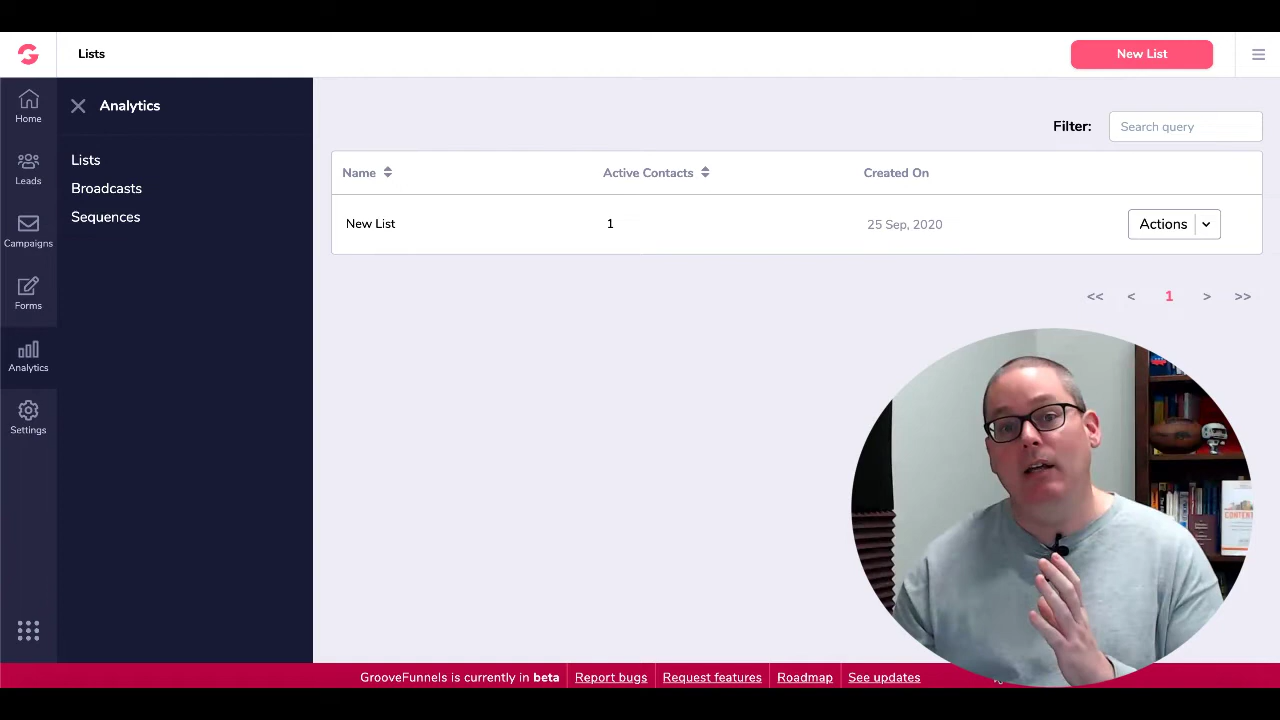 Lists
New List
Home
Leads
Campaigns
Forms
Analytics
Settings
Analytics
Lists
Broadcasts
Sequences
Filter: Search query
Name Active Contacts Created On
New List 1 25 Sep, 2020 Actions
<< < 1 > >>
CONTENT
GrooveFunnels is currently in beta Report bugs Request features Roadmap See updates